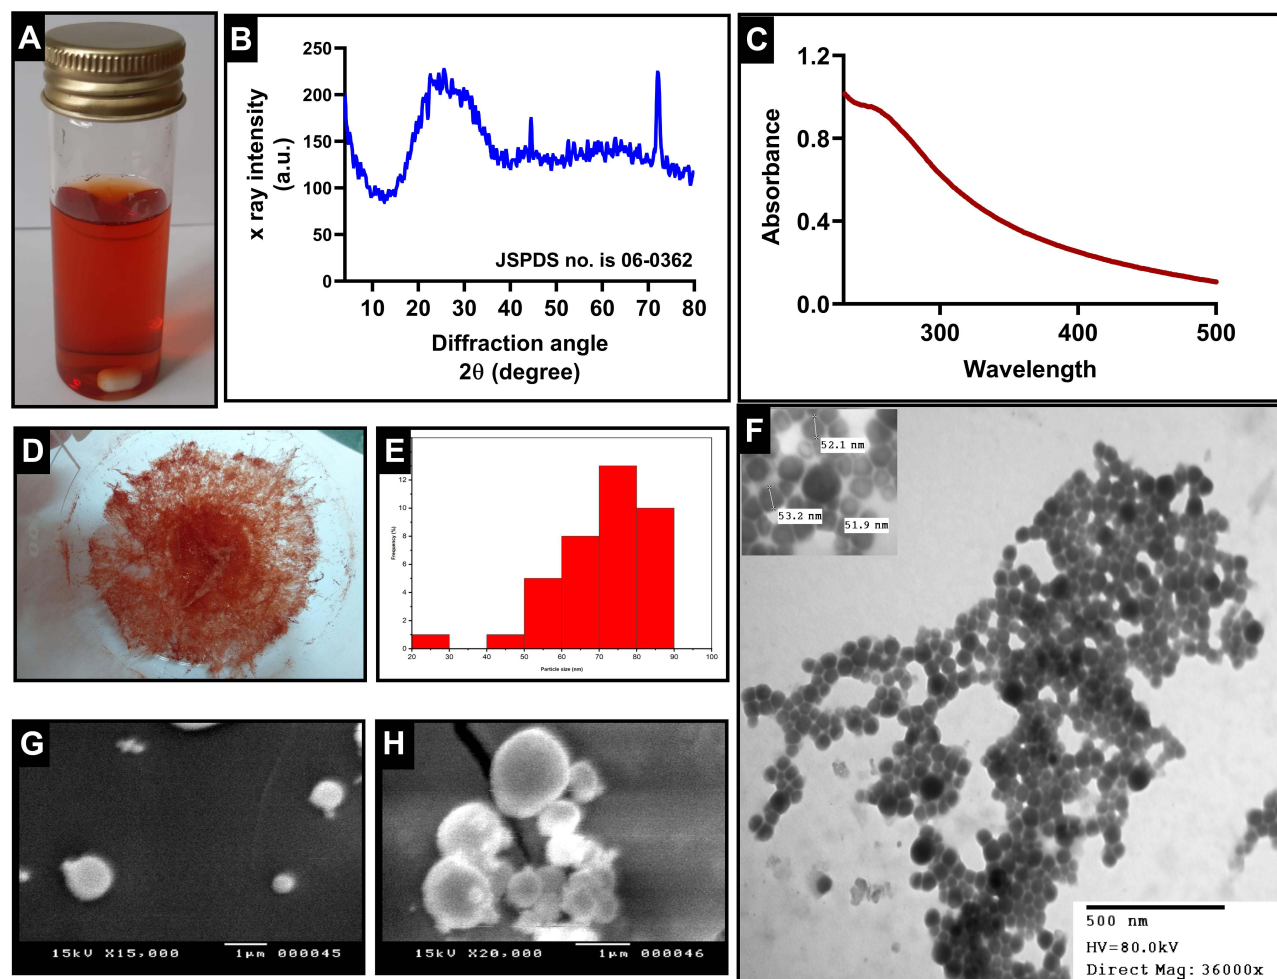 A
B
250
200
150
100
50
0
x ray intensity
(a.u.)
JSPDS no. is 06-0362
10 20 30 40 50 60 70 80
Diffraction angle
2θ (degree)
C
1.2
0.8
0.4
0.0
Absorbance
300 400 500
Wavelength
D
E
12
10
8
6
4
2
0
Frequency (%)
20 30 40 50 60 70 80 90 100
Particle size (nm)
F
52.1 nm
53.2 nm
51.9 nm
500 nm
HV=80.0kV
Direct Mag: 36000x
G
15kV X15,000 1μm 000045
H
15kV X20,000 1μm 000046